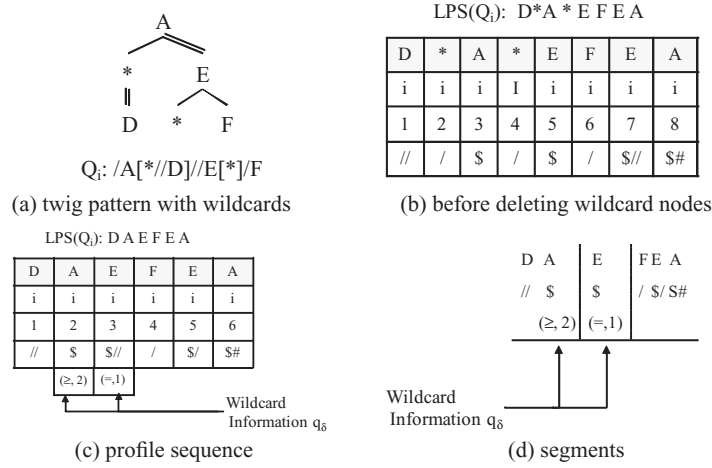 A
*
E
D
*
F
Qi: /A[*//D]//E[*]/F
(a) twig pattern with wildcards
LPS(Qi): D*A * E F E A
D * A * E F E A
i i i I i i i i
1 2 3 4 5 6 7 8
// / $ / $ / $// $#
(b) before deleting wildcard nodes
LPS(Qi): D A E F E A
D A E F E A
i i i i i i
1 2 3 4 5 6
// $ $// / $/ $#
(≥, 2) (=,1)
Wildcard
Information qδ
(c) profile sequence
D A E F E A
// $ $ / $/ S#
(≥, 2) (=,1)
Wildcard
Information qδ
(d) segments